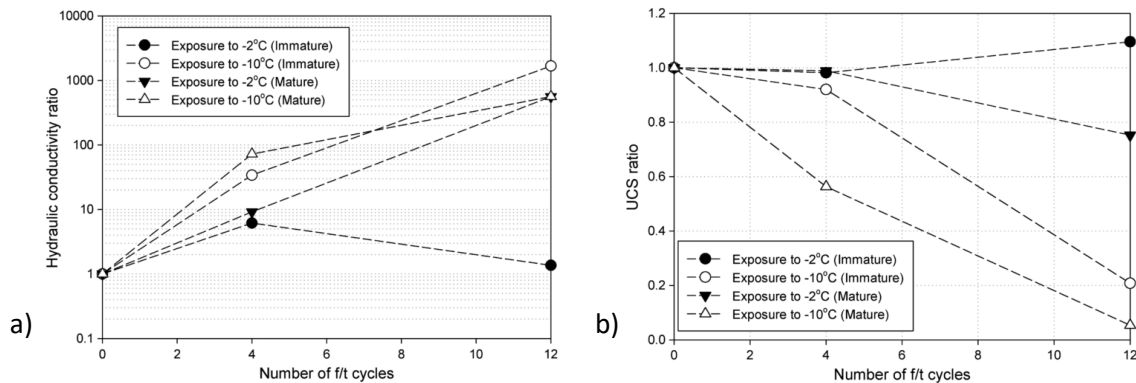 10000
1000
100
10
1
0.1
Hydraulic conductivity ratio
Exposure to -2°C (Immature)
Exposure to -10°C (Immature)
Exposure to -2°C (Mature)
Exposure to -10°C (Mature)
0 2 4 6 8 10 12
Number of f/t cycles
a)
1.2
1.0
0.8
0.6
0.4
0.2
0.0
UCS ratio
Exposure to -2°C (Immature)
Exposure to -10°C (Immature)
Exposure to -2°C (Mature)
Exposure to -10°C (Mature)
0 2 4 6 8 10 12
Number of f/t cycles
b)